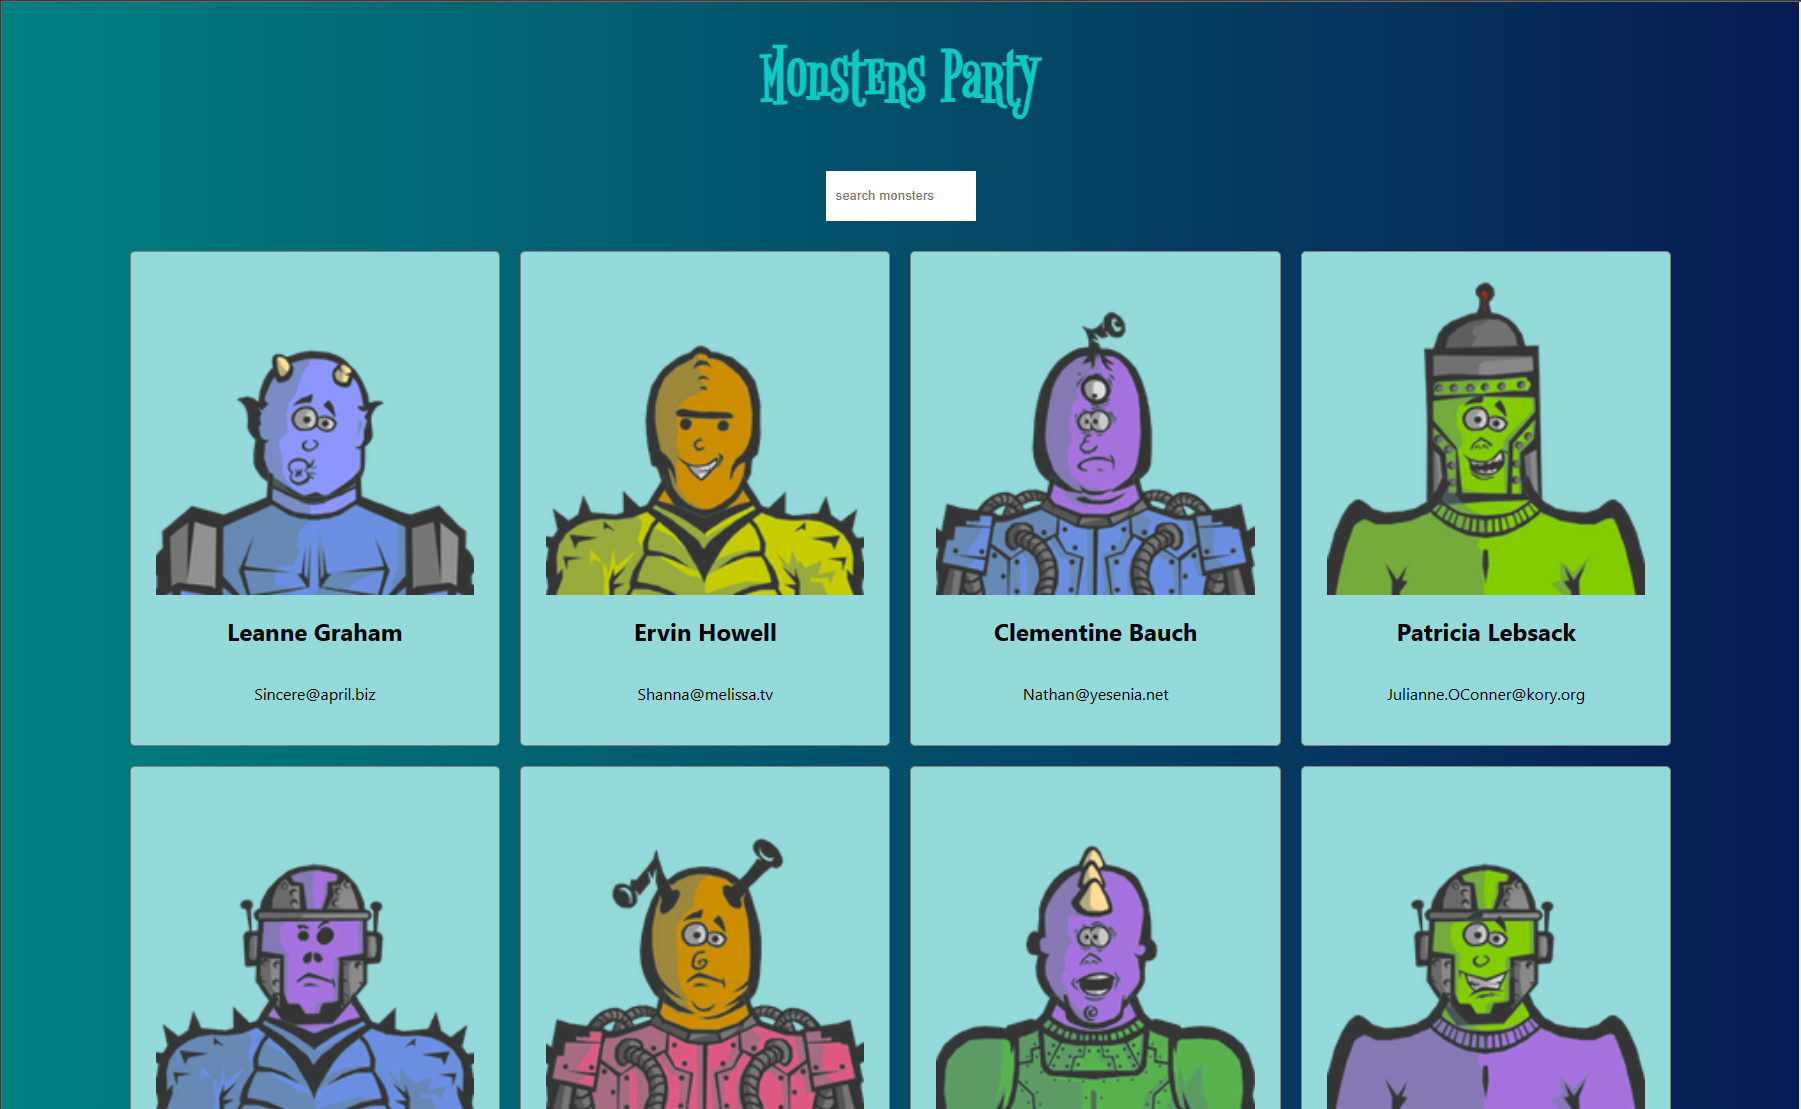 Monsters Party
search monsters
Leanne Graham
Sincere@april.biz
Ervin Howell
Shanna@melissa.tv
Clementine Bauch
Nathan@yesenia.net
Patricia Lebsack
Julianne.OConner@kory.org